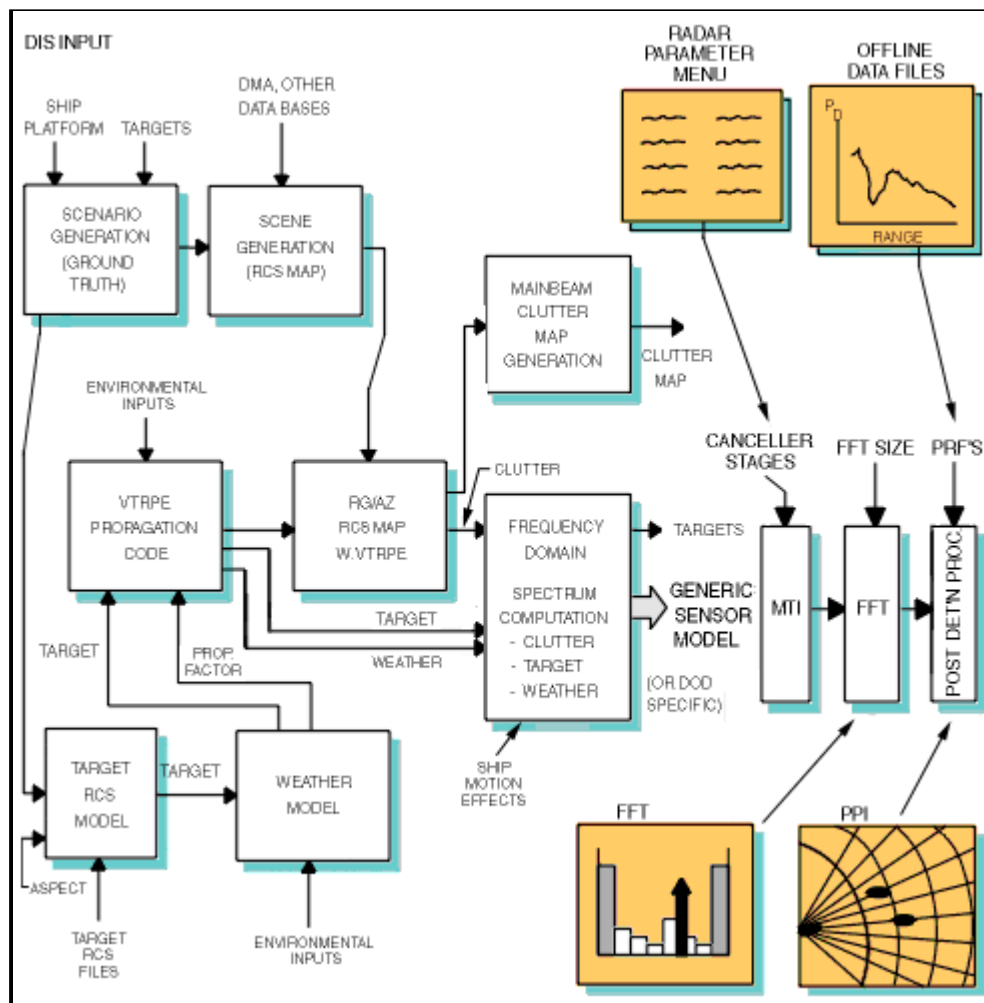 DIS INPUT
RADAR
PARAMETER
MENU
OFFLINE
DATA FILES
SHIP
PLATFORM
TARGETS
DMA, OTHER
DATA BASES
P
D
RANGE
SCENARIO
GENERATION
(GROUND
TRUTH)
SCENE
GENERATION
(RCS MAP)
MAINBEAM
CLUTTER
MAP
GENERATION
CLUTTER
MAP
ENVIRONMENTAL
INPUTS
CANCELLER
STAGES
FFT SIZE
PRF'S
CLUTTER
VTRPE
PROPAGATION
CODE
RG/AZ
RCS MAP
W.VTRPE
FREQUENCY
DOMAIN
SPECTRUM
COMPUTATION
- CLUTTER
- TARGET
- WEATHER
TARGETS
GENERIC
SENSOR
MODEL
(OR DOD
SPECIFIC)
MTI
FFT
POST DET'N PROC.
TARGET
WEATHER
TARGET
PROP.
FACTOR
TARGET
RCS
MODEL
TARGET
WEATHER
MODEL
SHIP
MOTION
EFFECTS
ASPECT
TARGET
RCS
FILES
ENVIRONMENTAL
INPUTS
FFT
PPI